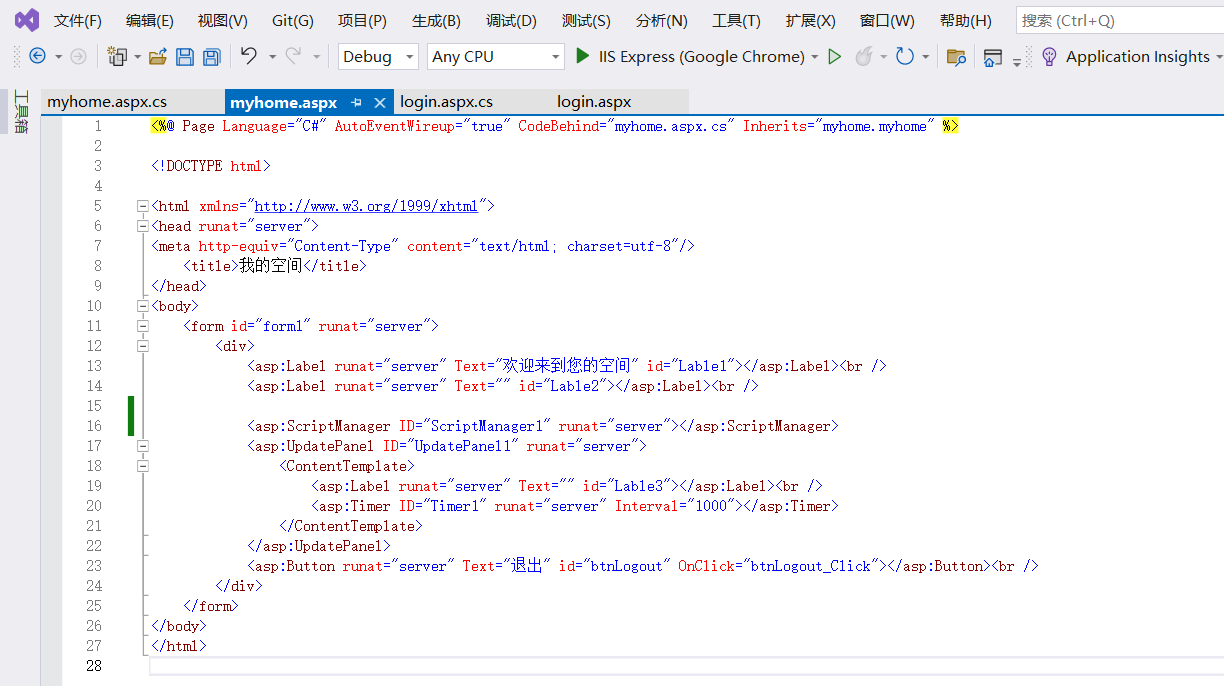 文件(F) 编辑(E) 视图(V) Git(G) 项目(P) 生成(B) 调试(D) 测试(S) 分析(N) 工具(T) 扩展(X) 窗口(W) 帮助(H) 搜索 (Ctrl+Q)
Debug Any CPU IIS Express (Google Chrome) Application Insights
工具箱
myhome.aspx.cs myhome.aspx login.aspx.cs login.aspx
1 <%@ Page Language="C#" AutoEventWireup="true" CodeBehind="myhome.aspx.cs" Inherits="myhome.myhome" %>
2
3 <!DOCTYPE html>
4
5 <html xmlns="http://www.w3.org/1999/xhtml">
6 <head runat="server">
7 <meta http-equiv="Content-Type" content="text/html; charset=utf-8"/>
8 <title>我的空间</title>
9 </head>
10 <body>
11 <form id="form1" runat="server">
12 <div>
13 <asp:Label runat="server" Text="欢迎来到您的空间" id="Lable1"></asp:Label><br />
14 <asp:Label runat="server" Text="" id="Lable2"></asp:Label><br />
15
16 <asp:ScriptManager ID="ScriptManager1" runat="server"></asp:ScriptManager>
17 <asp:UpdatePanel ID="UpdatePanel1" runat="server">
18 <ContentTemplate>
19 <asp:Label runat="server" Text="" id="Lable3"></asp:Label><br />
20 <asp:Timer ID="Timer1" runat="server" Interval="1000"></asp:Timer>
21 </ContentTemplate>
22 </asp:UpdatePanel>
23 <asp:Button runat="server" Text="退出" id="btnLogout" OnClick="btnLogout_Click"></asp:Button><br />
24 </div>
25 </form>
26 </body>
27 </html>
28